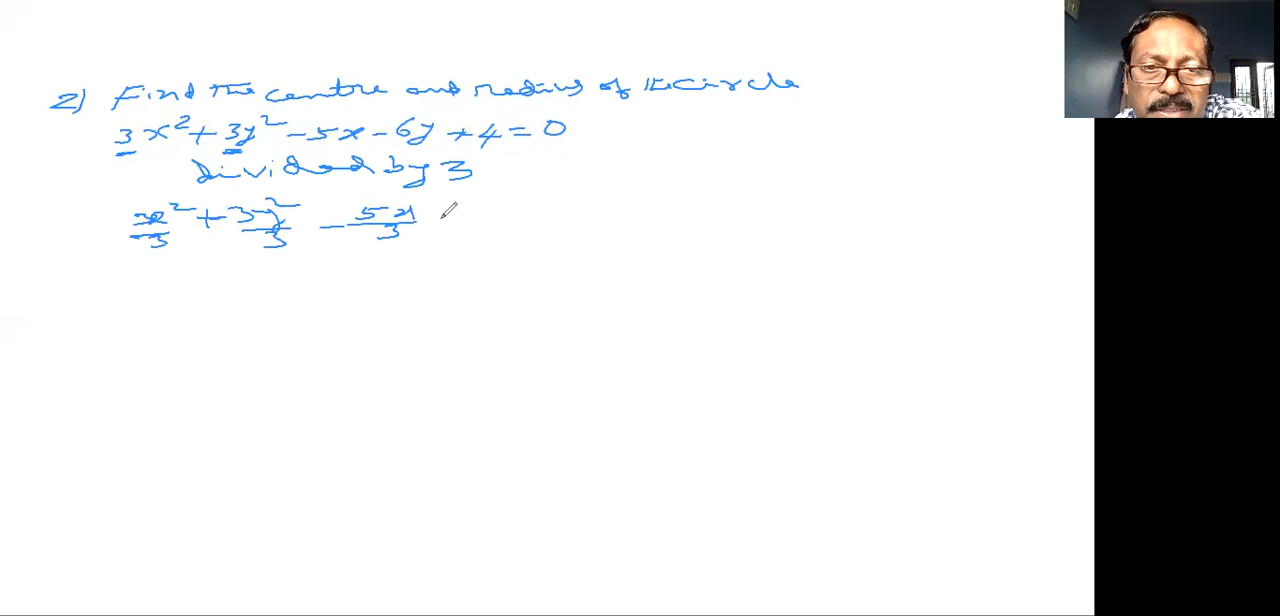 2) Find the centre and radius of the circle
3x² + 3y² - 5x - 6y + 4 = 0
Divided by 3
3x²/3 + 3y²/3 - 5x/3